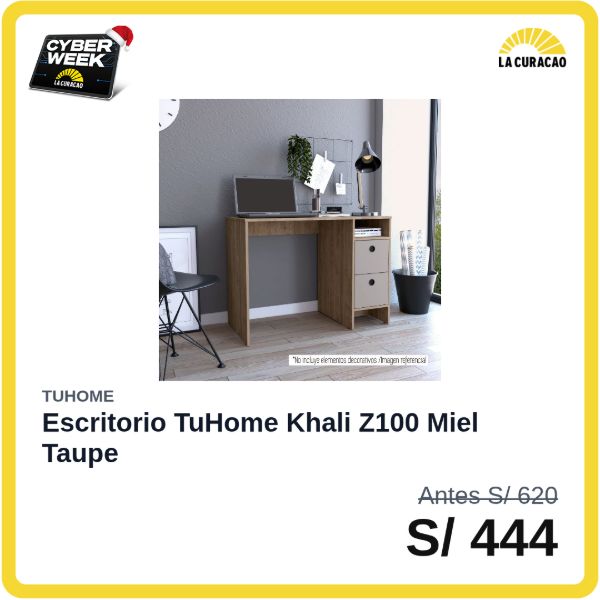 CYBER
WEEK
LA CURACAO
LA CURACAO
*No incluye elementos decorativos /Imagen referencial
TUHOME
Escritorio TuHome Khali Z100 Miel
Taupe
Antes S/ 620
S/ 444